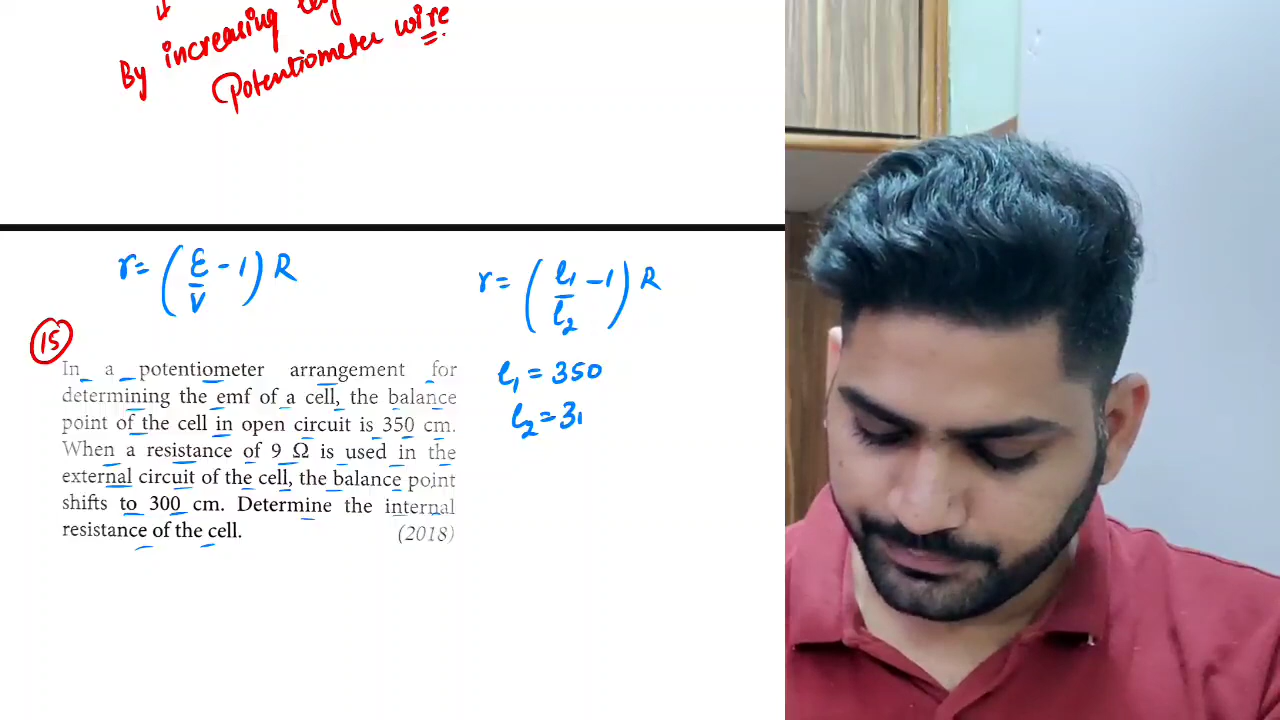 By increasing
Potentiometer wire
r = (ε/V - 1) R
r = (l₁/l₂ - 1) R
15
In a potentiometer arrangement for
determining the emf of a cell, the balance
point of the cell in open circuit is 350 cm.
When a resistance of 9 Ω is used in the
external circuit of the cell, the balance point
shifts to 300 cm. Determine the internal
resistance of the cell. (2018)
l₁ = 350
l₂ = 3